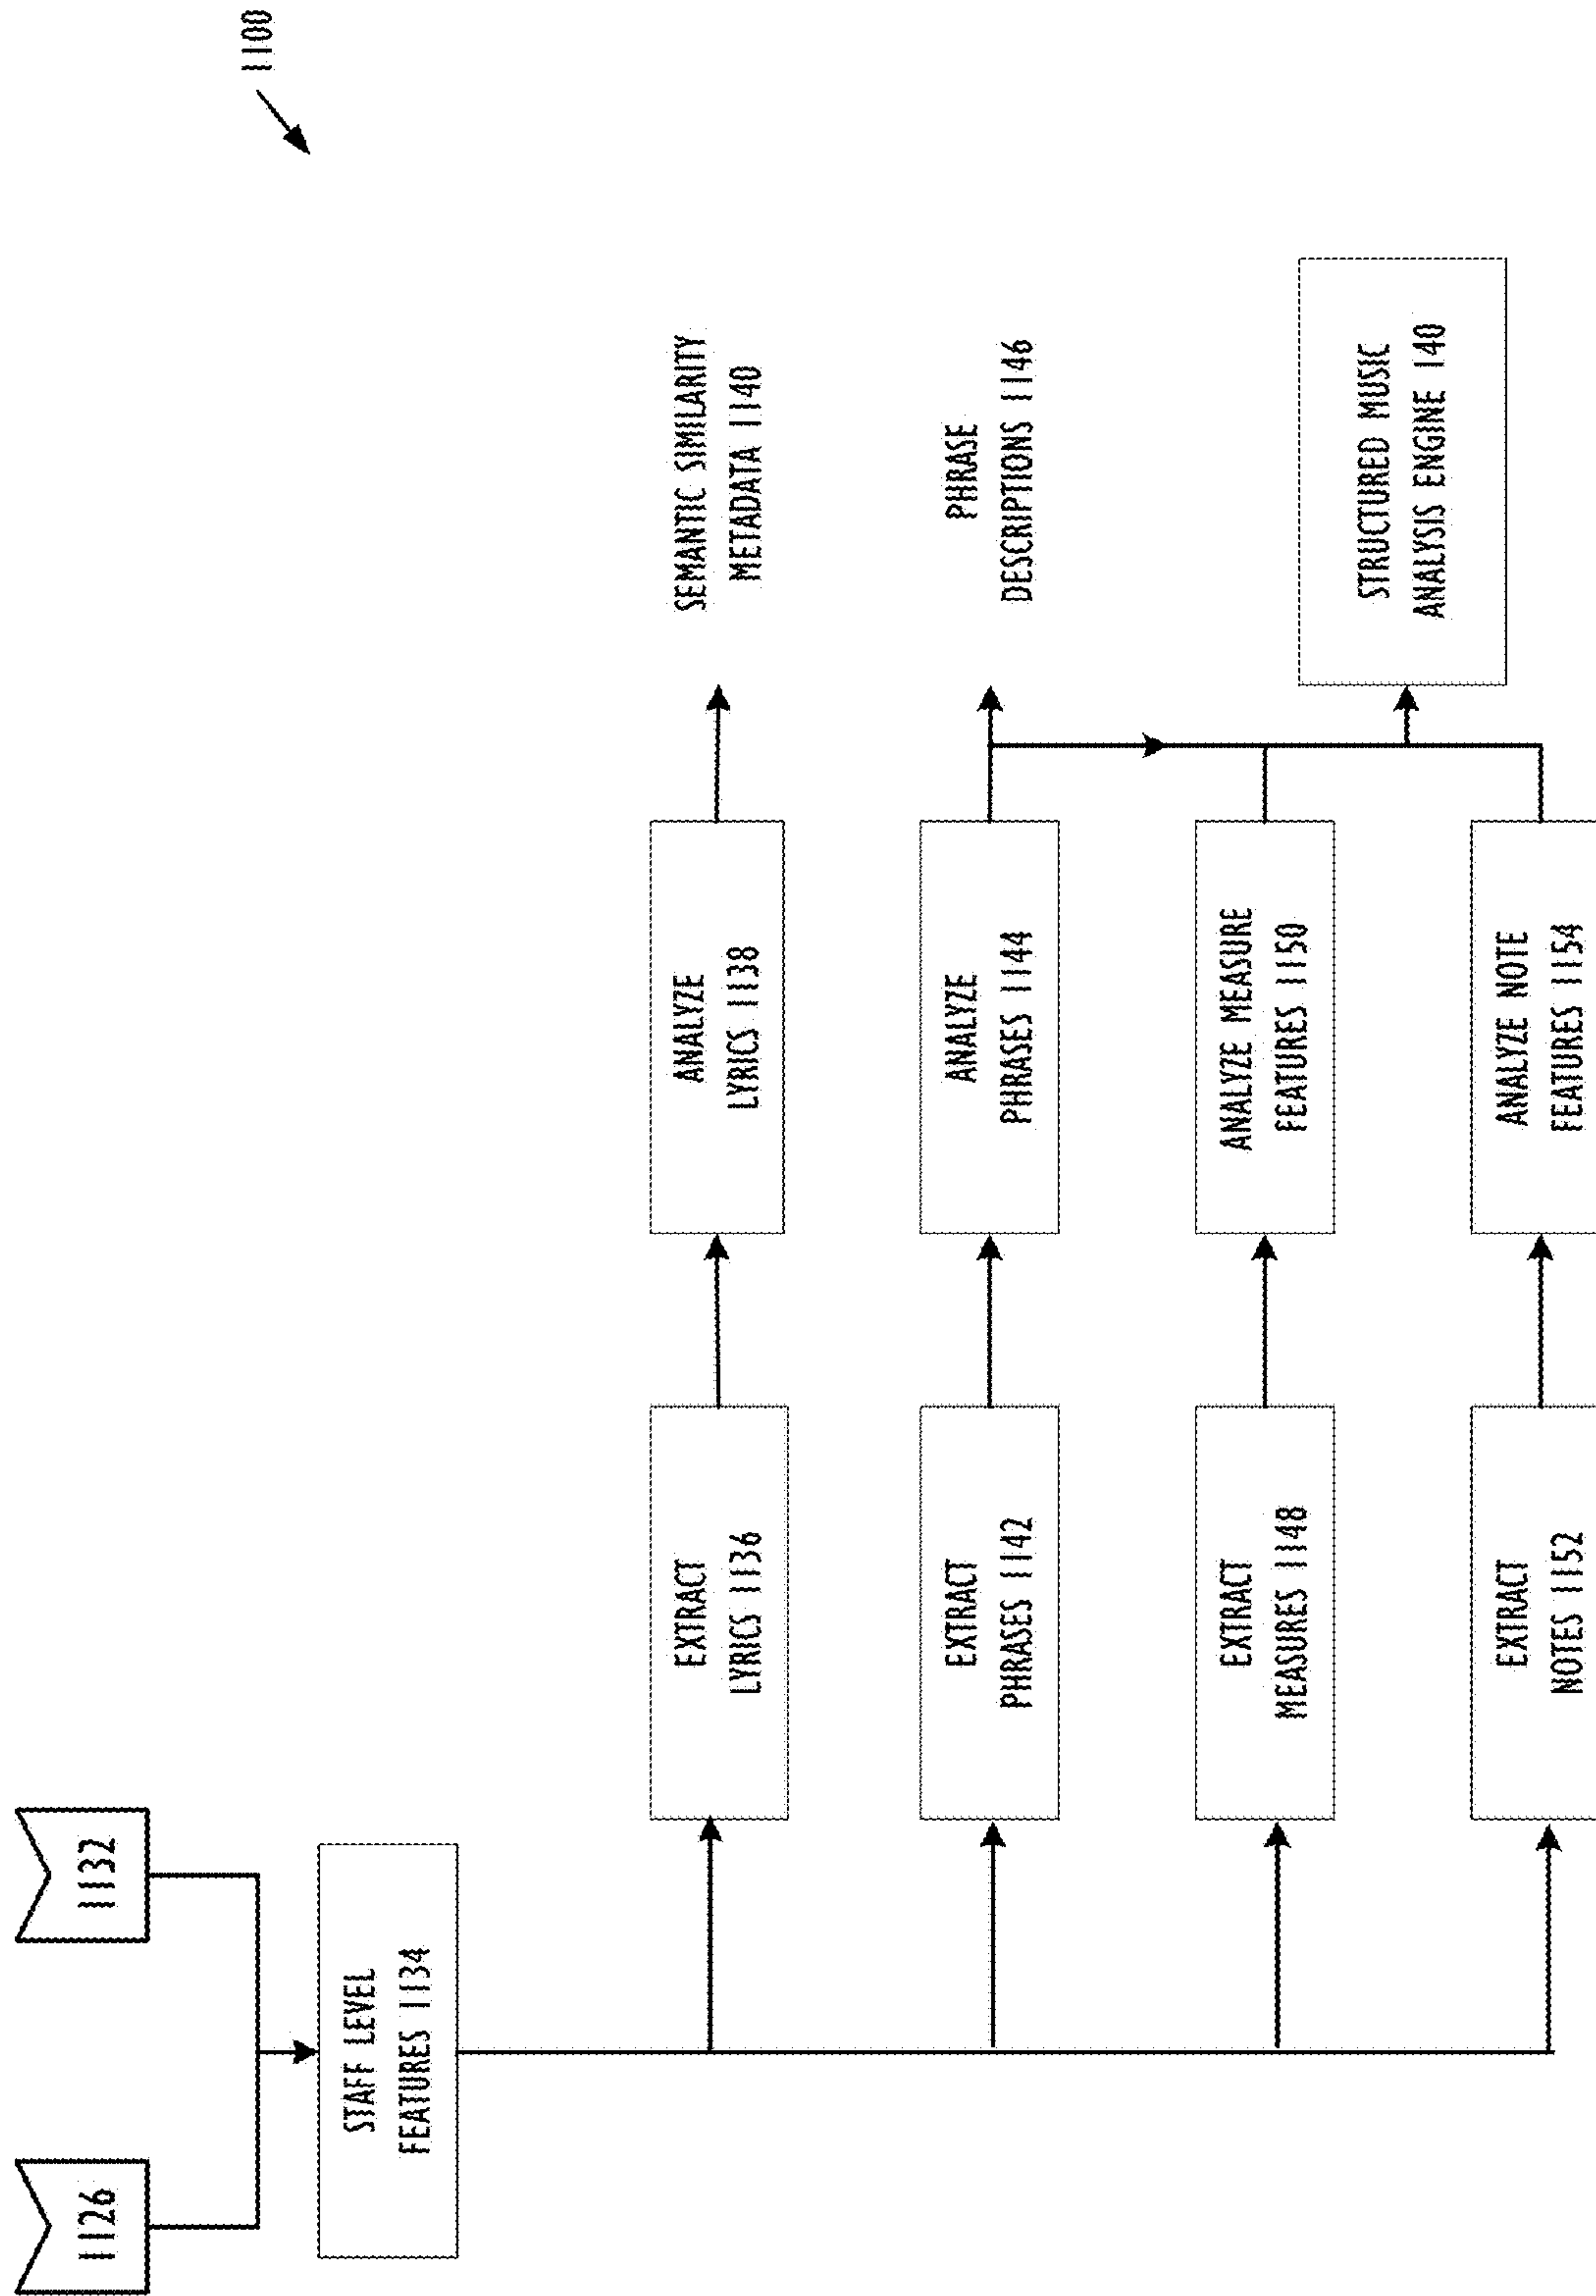 1100
1126
1132
STAFF LEVEL
FEATURES 1134
EXTRACT
LYRICS 1136
ANALYZE
LYRICS 1138
SEMANTIC SIMILARITY
METADATA 1140
EXTRACT
PHRASES 1142
ANALYZE
PHRASES 1144
PHRASE
DESCRIPTIONS 1146
EXTRACT
MEASURES 1148
ANALYZE MEASURE
FEATURES 1150
STRUCTURED MUSIC
ANALYSIS ENGINE 140
EXTRACT
NOTES 1152
ANALYZE NOTE
FEATURES 1154